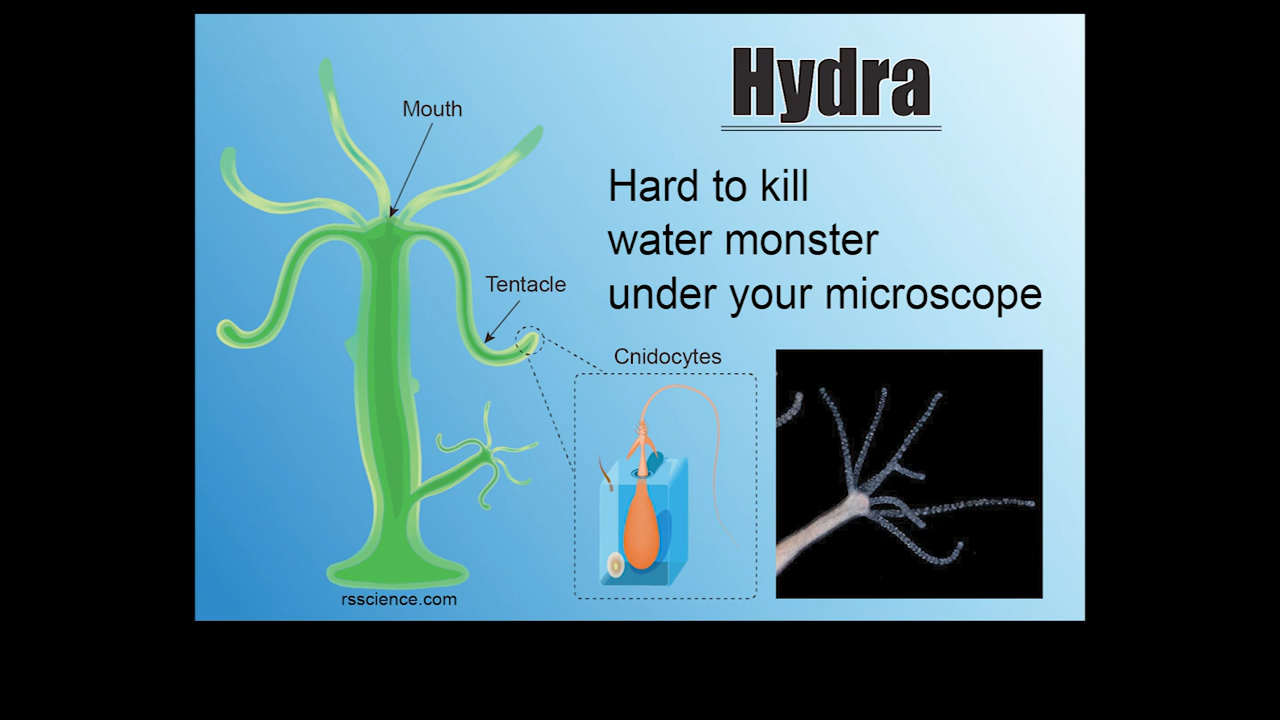 Hydra
Mouth
Hard to kill
water monster
under your microscope
Tentacle
Cnidocytes
rsscience.com